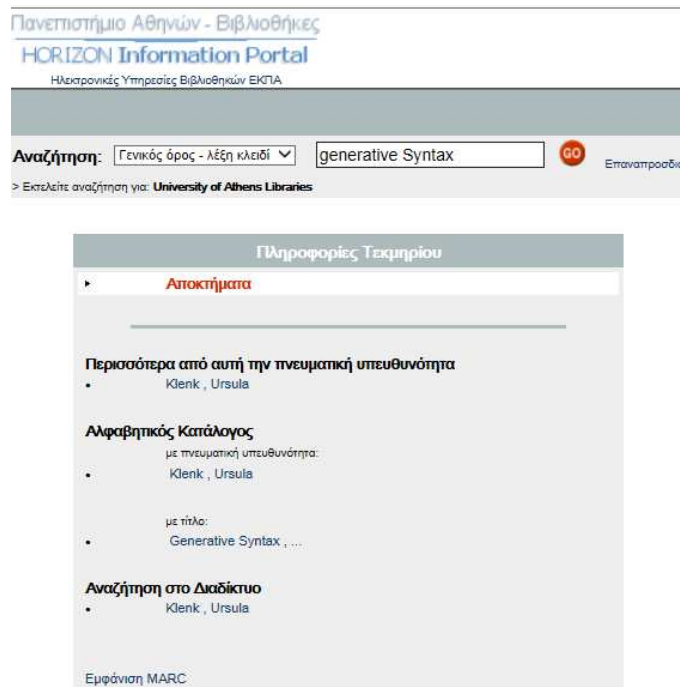 Πανεπιστήμιο Αθηνών - Βιβλιοθήκες
HORIZON Information Portal
Ηλεκτρονικές Υπηρεσίες Βιβλιοθηκών ΕΚΠΑ
Αναζήτηση: Γενικός όρος - λέξη κλειδί generative Syntax GO Επαναπροσδιο
> Εκτελείτε αναζήτηση για: University of Athens Libraries
Πληροφορίες Τεκμηρίου
Αποκτήματα
Περισσότερα από αυτή την πνευματική υπευθυνότητα
• Klenk , Ursula
Αλφαβητικός Κατάλογος
με πνευματική υπευθυνότητα:
• Klenk , Ursula
με τίτλο:
• Generative Syntax , ...
Αναζήτηση στο Διαδίκτυο
• Klenk , Ursula
Εμφάνιση MARC